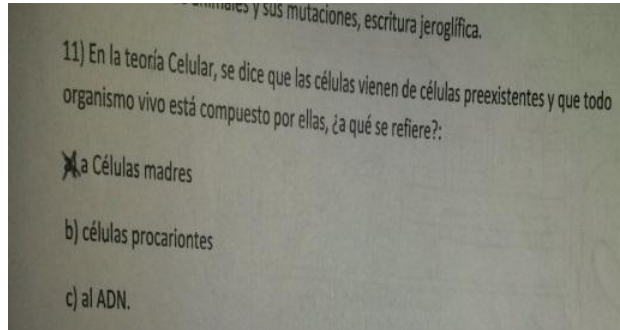 y sus mutaciones, escritura jeroglífica.
11) En la teoría Celular, se dice que las células vienen de células preexistentes y que todo
organismo vivo está compuesto por ellas, ¿a qué se refiere?:
a Células madres
b) células procariontes
c) al ADN.